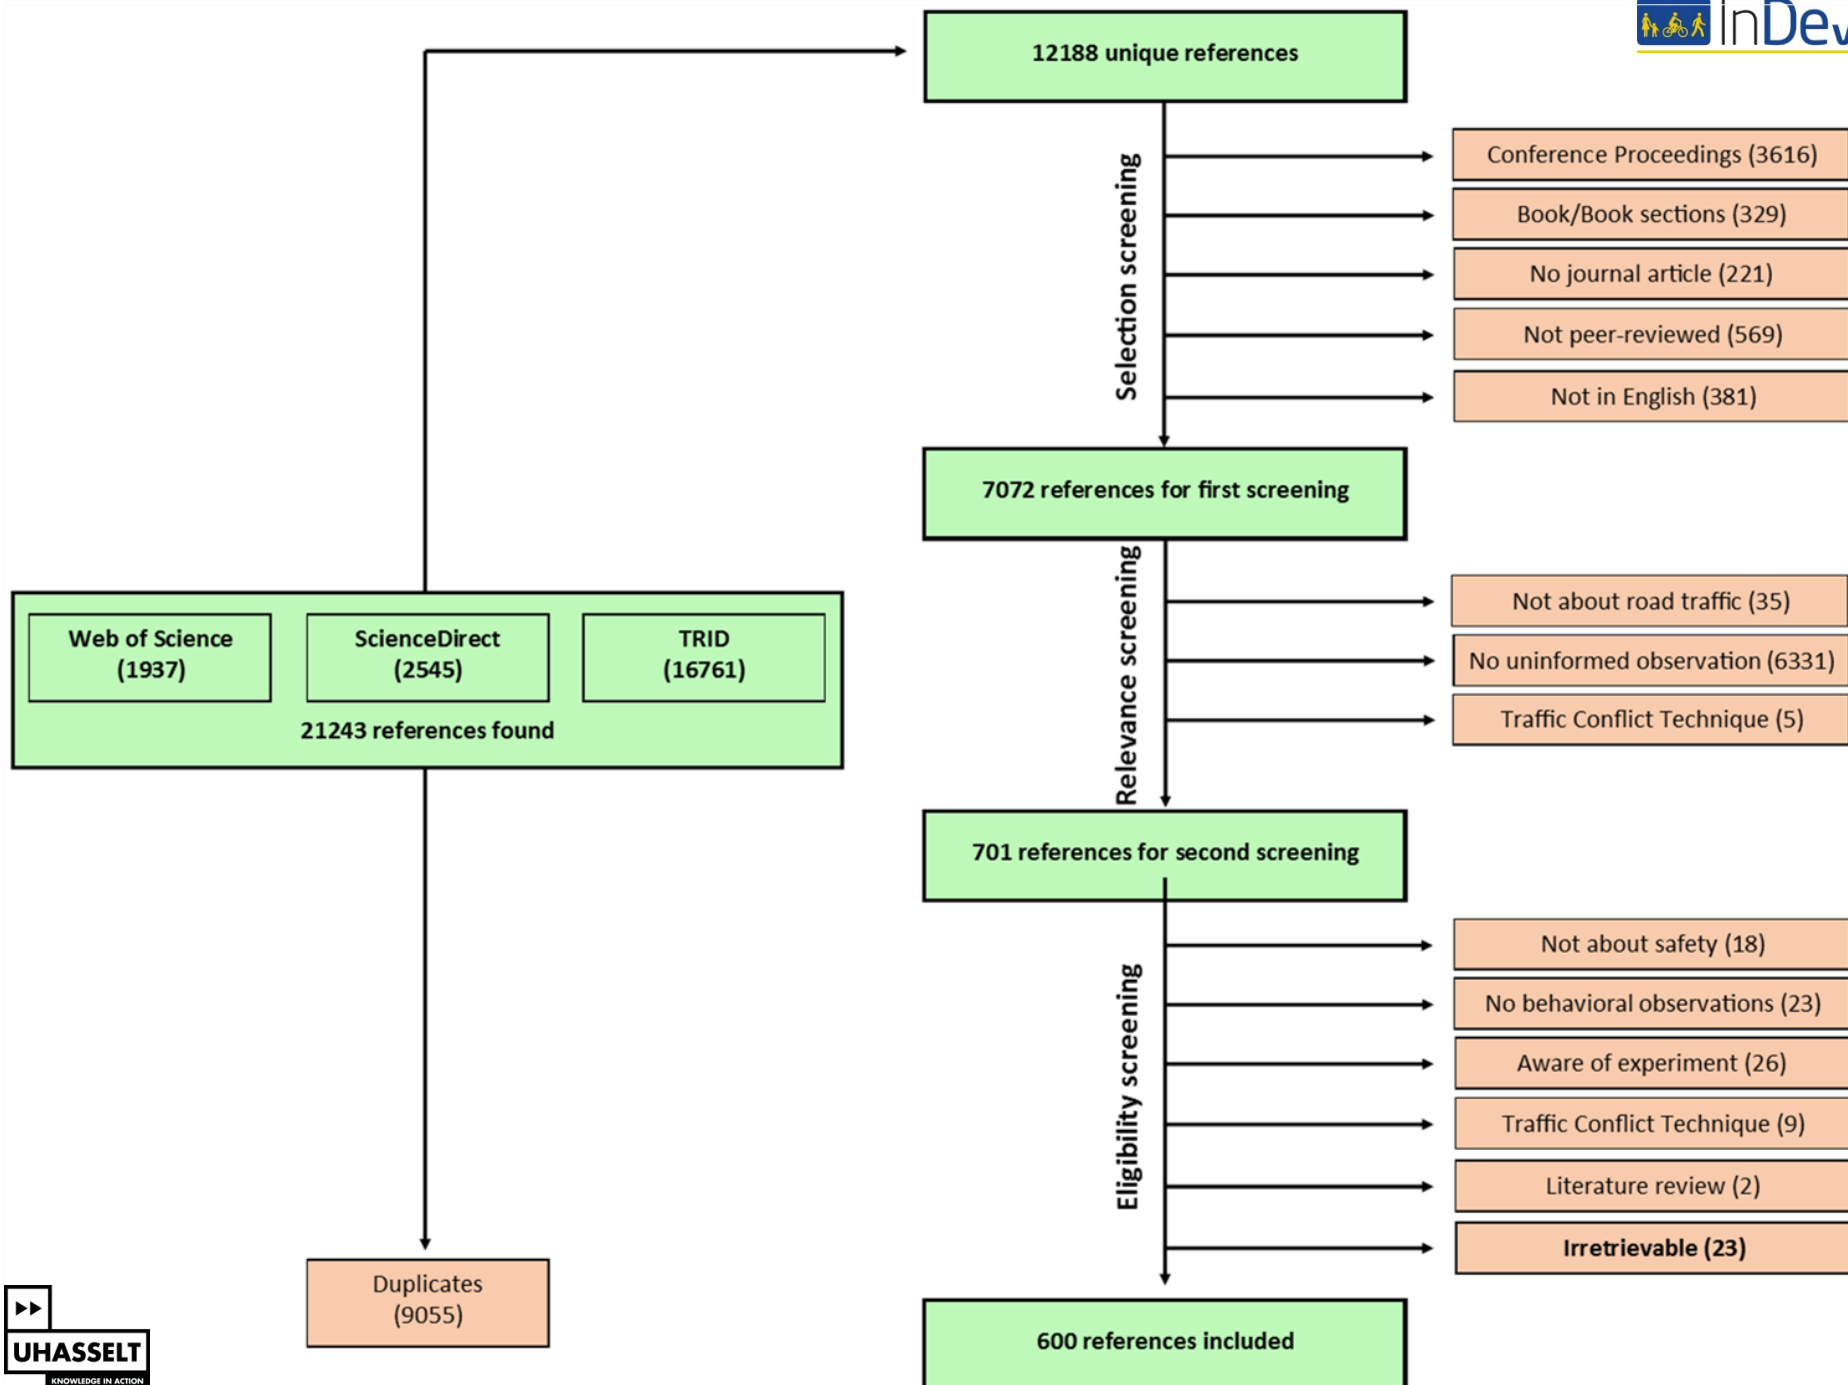 InDev
12188 unique references
Selection screening
Conference Proceedings (3616)
Book/Book sections (329)
No journal article (221)
Not peer-reviewed (569)
Not in English (381)
7072 references for first screening
Relevance screening
Not about road traffic (35)
No uninformed observation (6331)
Traffic Conflict Technique (5)
Web of Science
(1937)
ScienceDirect
(2545)
TRID
(16761)
21243 references found
701 references for second screening
Eligibility screening
Not about safety (18)
No behavioral observations (23)
Aware of experiment (26)
Traffic Conflict Technique (9)
Literature review (2)
Irretrievable (23)
Duplicates
(9055)
600 references included
UHASSELT
KNOWLEDGE IN ACTION